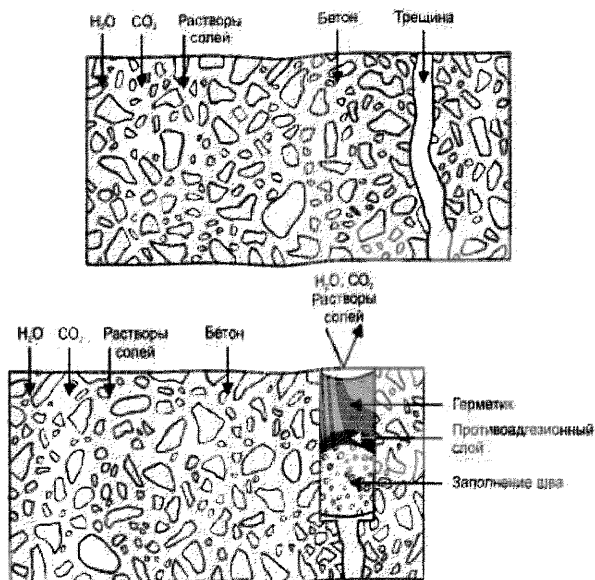 H₂O CO₂ Растворы солей Бетон Трещина
H₂O, CO₂
Растворы
солей
H₂O CO₂ Растворы солей Бетон
Герметик
Противоадгезионный
слой
Заполнение шва